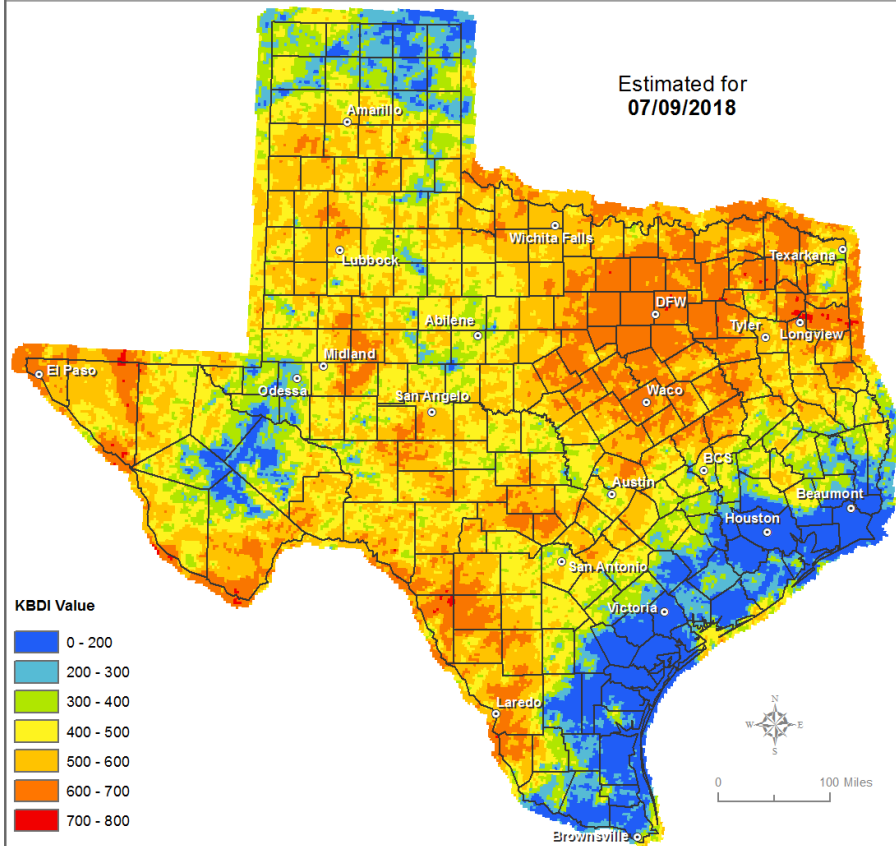 Estimated for
07/09/2018
Amarillo
Wichita Falls
Texarkana
Lubbock
DFW
Abilene
Tyler
Longview
Midland
El Paso
Odessa
San Angelo
Waco
BCS
Austin
Beaumont
Houston
San Antonio
Victoria
KBDI Value
0 - 200
200 - 300
300 - 400
400 - 500
500 - 600
600 - 700
700 - 800
Laredo
N
W E
S
0 100 Miles
Brownsville